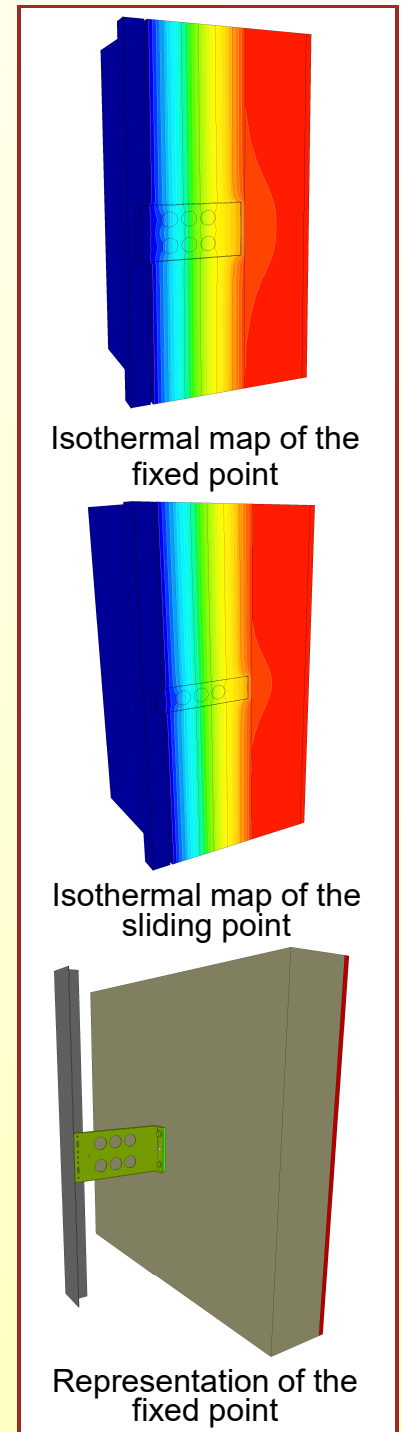 Isothermal map of the
fixed point
Isothermal map of the
sliding point
Representation of the
fixed point